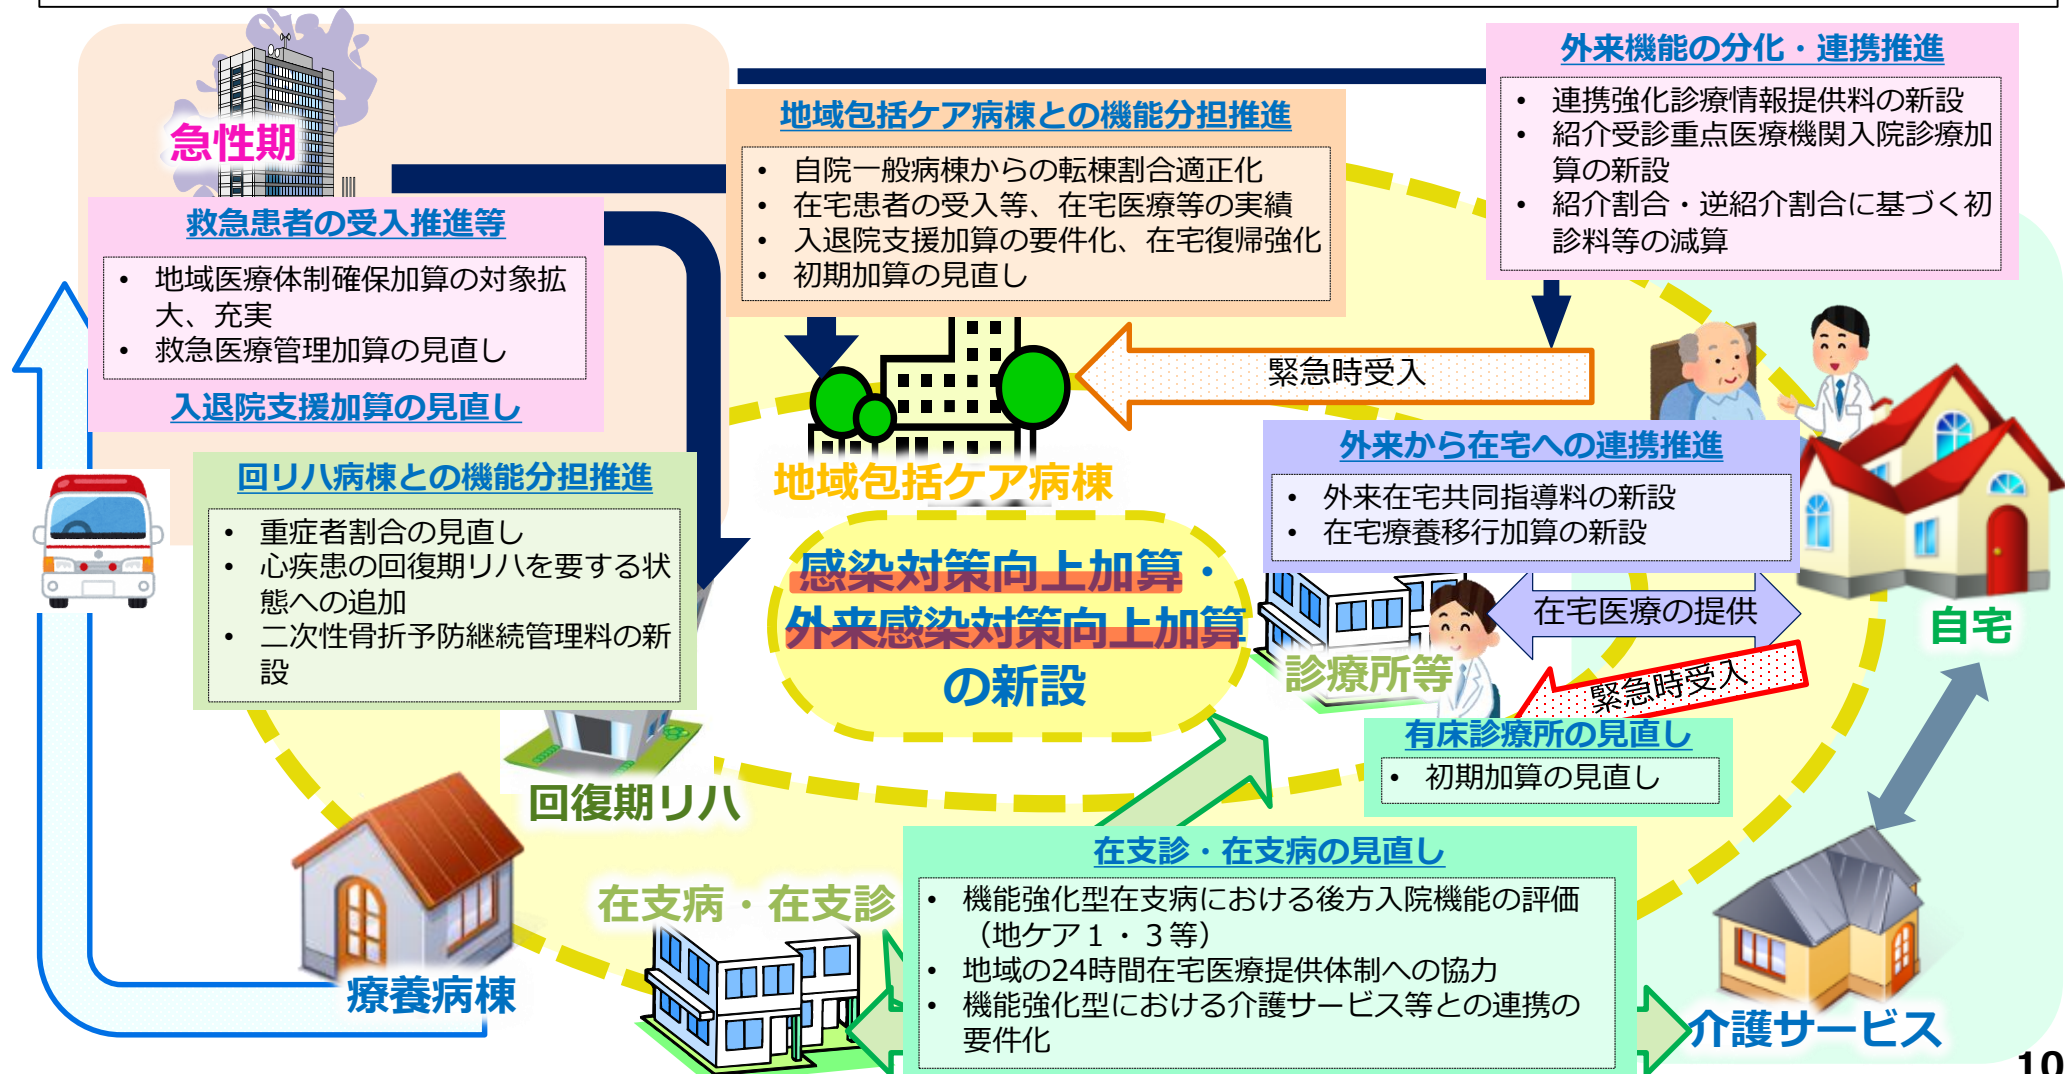 外来機能の分化・連携推進
• 連携強化診療情報提供料の新設
• 紹介受診重点医療機関入院診療加
算の新設
• 紹介割合・逆紹介割合に基づく初
診料等の減算
地域包括ケア病棟との機能分担推進
• 自院一般病棟からの転棟割合適正化
• 在宅患者の受入等、在宅医療等の実績
• 入退院支援加算の要件化、在宅復帰強化
• 初期加算の見直し
急性期
救急患者の受入推進等
• 地域医療体制確保加算の対象拡
大、充実
• 救急医療管理加算の見直し
入退院支援加算の見直し
緊急時受入
回リハ病棟との機能分担推進
• 重症者割合の見直し
• 心疾患の回復期リハを要する状
態への追加
• 二次性骨折予防継続管理料の新
設
地域包括ケア病棟
外来から在宅への連携推進
• 外来在宅共同指導料の新設
• 在宅療養移行加算の新設
感染対策向上加算・
外来感染対策向上加算
の新設
在宅医療の提供
自宅
診療所等
緊急時受入
有床診療所の見直し
• 初期加算の見直し
回復期リハ
在支診・在支病の見直し
• 機能強化型在支病における後方入院機能の評価
（地ケア１・３等）
• 地域の24時間在宅医療提供体制への協力
• 機能強化型における介護サービス等との連携の
要件化
在支病・在支診
療養病棟
介護サービス
10